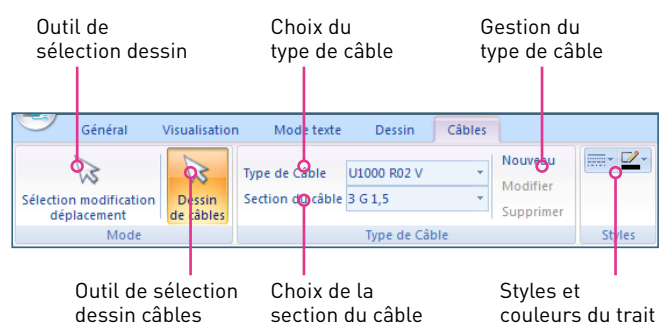 Outil de
sélection dessin
Choix du
type de câble
Gestion du
type de câble
Général Visualisation Mode texte Dessin Câbles
Sélection modification
déplacement
Dessin
de câbles
Type de Câble U1000 R02 V
Section du câble 3 G 1,5
Nouveau
Modifier
Supprimer
Mode Type de Câble Styles
Outil de sélection
dessin câbles
Choix de la
section du câble
Styles et
couleurs du trait